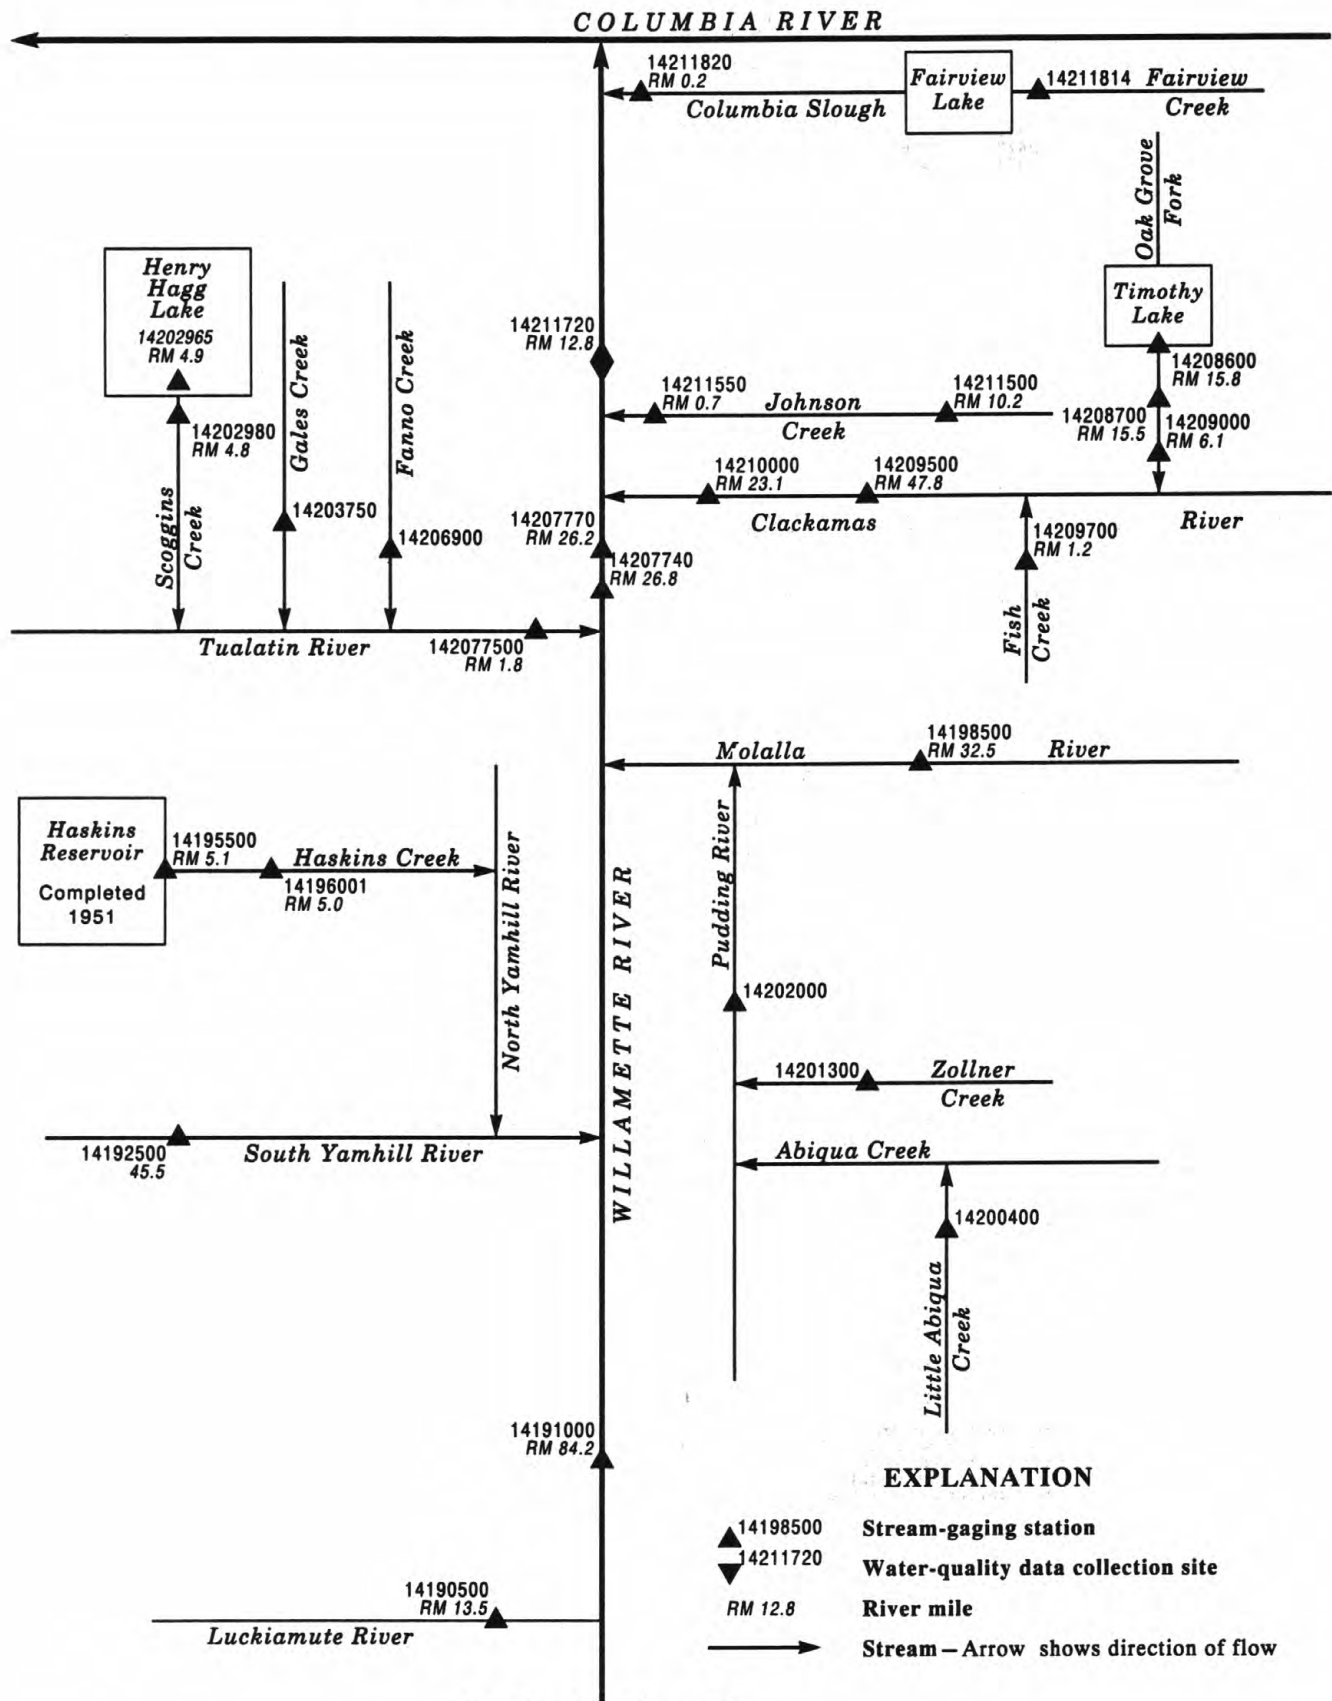 COLUMBIA RIVER
14211820
RM 0.2
Columbia Slough
Fairview
Lake
14211814
Fairview
Creek
Oak Grove
Fork
Timothy
Lake
14208600
RM 15.8
14208700
RM 15.5
14209000
RM 6.1
Henry
Hagg
Lake
14202965
RM 4.9
14202980
RM 4.8
Scoggins
Creek
Gales Creek
14203750
Fanno Creek
14206900
14211720
RM 12.8
14211550
RM 0.7
Johnson
Creek
14211500
RM 10.2
14210000
RM 23.1
14209500
RM 47.8
Clackamas
River
14207770
RM 26.2
14207740
RM 26.8
14209700
RM 1.2
Fish
Creek
Tualatin River
142077500
RM 1.8
Molalla
14198500
RM 32.5
River
Haskins
Reservoir
Completed
1951
14195500
RM 5.1
Haskins Creek
14196001
RM 5.0
North Yamhill River
WILLAMETTE RIVER
Pudding River
14202000
14201300
Zollner
Creek
14192500
45.5
South Yamhill River
Abiqua Creek
14200400
Little Abiqua
Creek
14191000
RM 84.2
14190500
RM 13.5
Luckiamute River
EXPLANATION
14198500 Stream-gaging station
14211720 Water-quality data collection site
RM 12.8 River mile
Stream – Arrow shows direction of flow